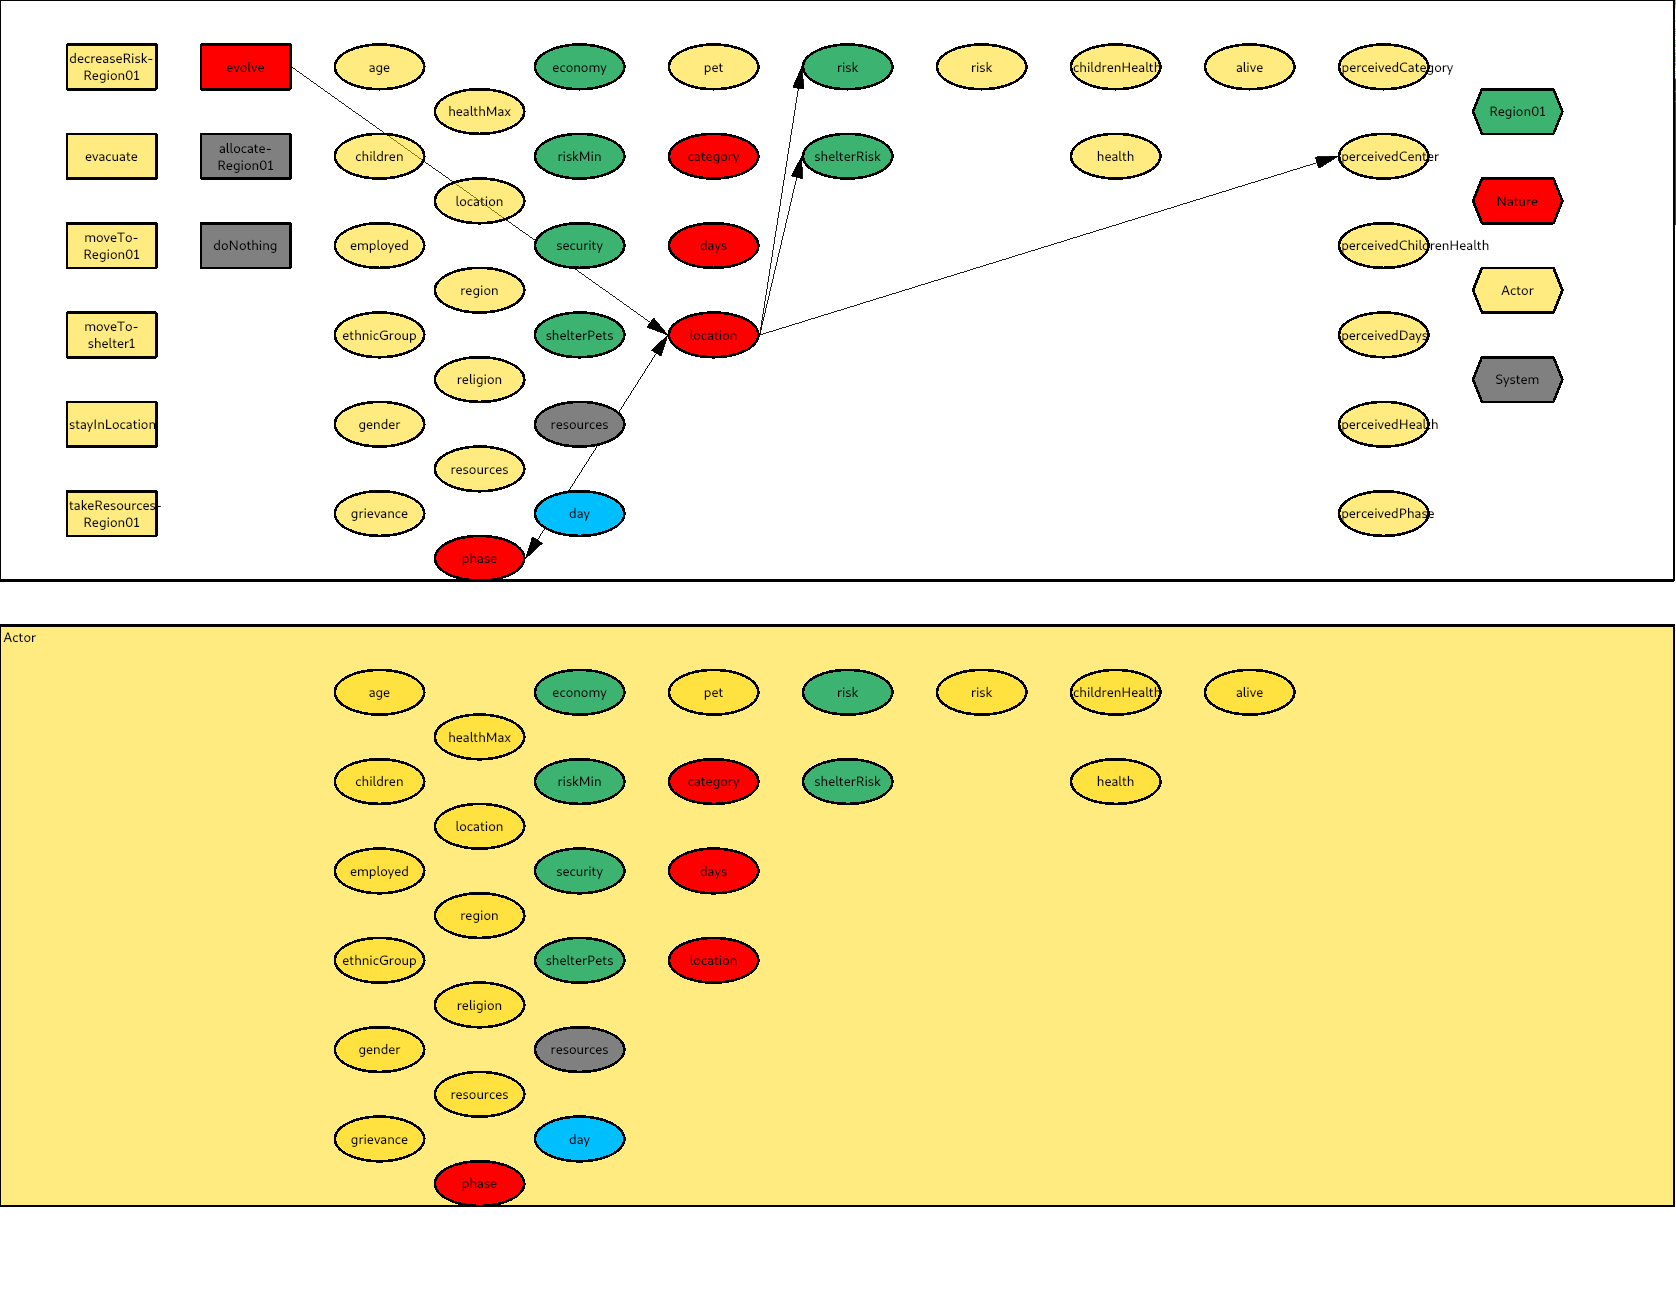 decreaseRisk-
Region01
evolve
age
economy
pet
risk
risk
childrenHealth
alive
perceivedCategory
healthMax
Region01
evacuate
allocate-
Region01
children
riskMin
category
shelterRisk
health
perceivedCenter
location
Nature
moveTo-
Region01
doNothing
employed
security
days
perceivedChildrenHealth
region
Actor
moveTo-
shelter1
ethnicGroup
shelterPets
location
perceivedDays
religion
System
stayInLocation
gender
resources
perceivedHealth
resources
takeResources-
Region01
grievance
day
perceivedPhase
phase
Actor
age
economy
pet
risk
risk
childrenHealth
alive
healthMax
children
riskMin
category
shelterRisk
health
location
employed
security
days
region
ethnicGroup
shelterPets
location
religion
gender
resources
resources
grievance
day
phase